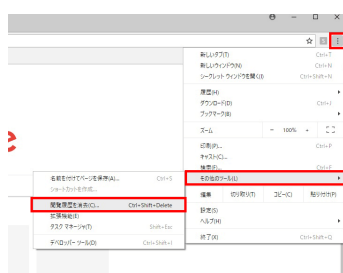 新しいタブ(T) Ctrl+T
新しいウィンドウ(N) Ctrl+N
シークレット ウィンドウを開く(I) Ctrl+Shift+N
履歴(H)
ダウンロード(D) Ctrl+J
ブックマーク(B)
ズーム － 100% ＋
印刷(P)... Ctrl+P
キャスト(C)...
検索(F)... Ctrl+F
その他のツール(L)
編集 切り取り(T) コピー(C) 貼り付け(P)
設定(S)
ヘルプ(H)
終了(X) Ctrl+Shift+Q
名前を付けてページを保存(A)... Ctrl+S
ショートカットを作成...
閲覧履歴を消去(C)... Ctrl+Shift+Delete
拡張機能(E)
タスク マネージャ(T) Shift+Esc
デベロッパー ツール(D) Ctrl+Shift+I